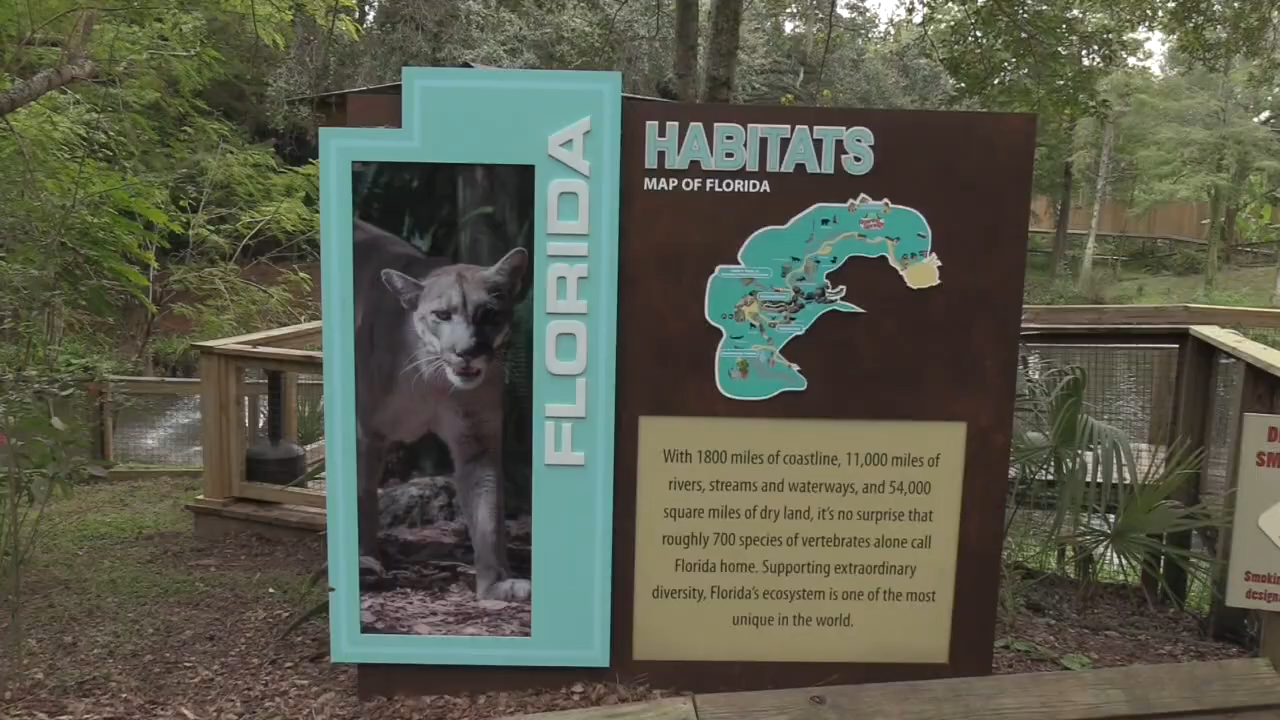 FLORIDA
HABITATS
MAP OF FLORIDA
With 1800 miles of coastline, 11,000 miles of
rivers, streams and waterways, and 54,000
square miles of dry land, it's no surprise that
roughly 700 species of vertebrates alone call
Florida home. Supporting extraordinary
diversity, Florida's ecosystem is one of the most
unique in the world.